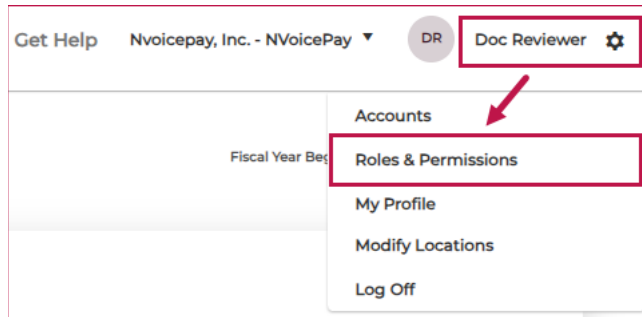 Get Help Nvoicepay, Inc. - NVoicePay DR Doc Reviewer
Accounts
Fiscal Year Roles & Permissions
My Profile
Modify Locations
Log Off